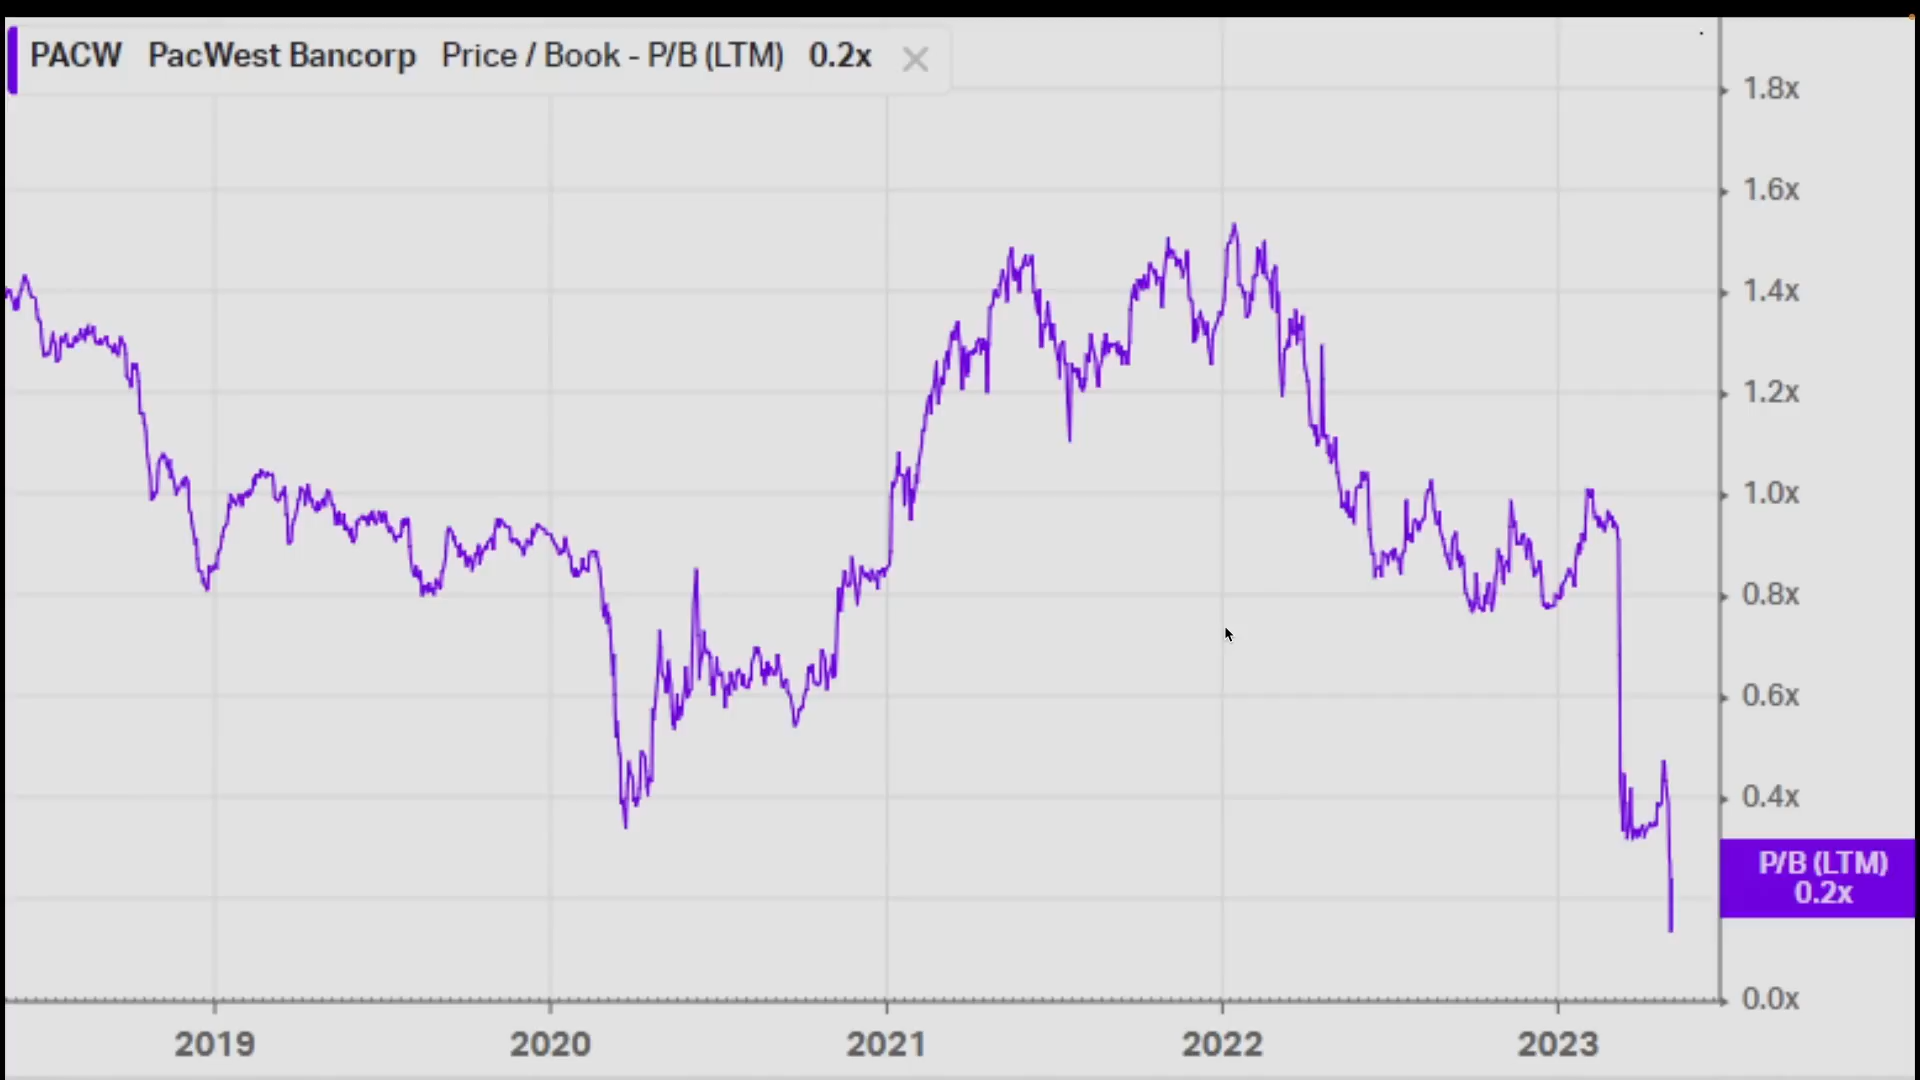 PACW PacWest Bancorp Price / Book - P/B (LTM) 0.2x
1.8x
1.6x
1.4x
1.2x
1.0x
0.8x
0.6x
0.4x
P/B (LTM)
0.2x
0.0x
2019 2020 2021 2022 2023